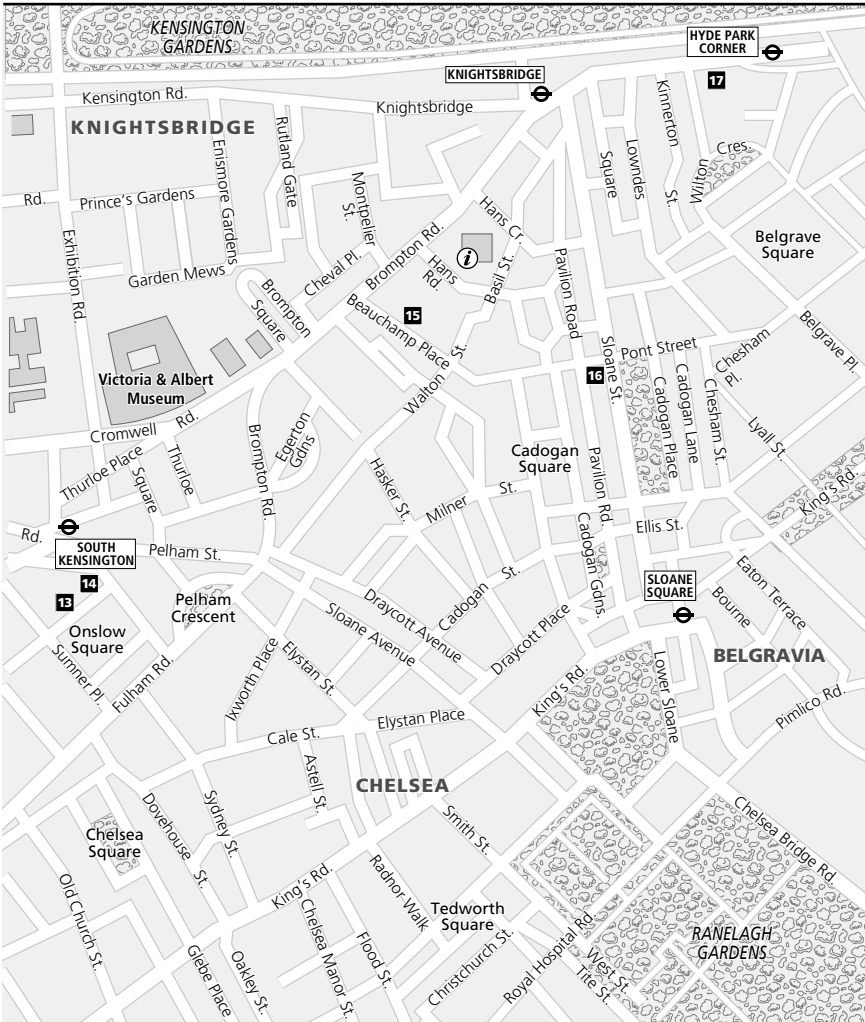 KENSINGTON
GARDENS
HYDE PARK
CORNER
KNIGHTSBRIDGE
17
Kensington Rd.
Knightsbridge
KNIGHTSBRIDGE
Kinnerton
St.
Enismore Gardens
Rutland Gate
Lowndes
Square
Wilton
Cres.
Rd.
Prince's Gardens
Montpelier
St.
Hans Cr.
Exhibition Rd.
Belgrave
Square
Brompton Rd.
i
Hans
Rd.
Basil St.
Pavilion Road
Garden Mews
Cheval Pl.
Brompton
Square
15
Beauchamp Place
Belgrave Pl.
Sloane St.
Pont Street
Chesham
Pl.
Walton St.
16
Victoria & Albert
Museum
Cadogan Place
Cadogan Lane
Chesham St.
Lyall St.
Cromwell Rd.
Thurloe Place
Thurloe
Square
Brompton Rd.
Egerton
Gdns
Hasker St.
Cadogan
Square
Pavilion Rd.
King's Rd.
Milner St.
Ellis St.
Rd.
SOUTH
KENSINGTON
Pelham St.
Cadogan Gdns.
14
13
Pelham
Crescent
Draycott Avenue
Cadogan St.
SLOANE
SQUARE
Eaton Terrace
Bourne
Onslow
Square
Sloane Avenue
Draycott Place
BELGRAVIA
Sumner Pl.
Fulham Rd.
Ixworth Place
Elystan St.
King's Rd.
Lower Sloane
Pimlico Rd.
Elystan Place
Cale St.
Astell St.
CHELSEA
Chelsea
Square
Dovehouse St.
Sydney St.
Smith St.
Chelsea Bridge Rd.
King's Rd.
Radnor Walk
Old Church St.
Tedworth
Square
Glebe Place
Oakley St.
Chelsea Manor St.
Flood St.
Christchurch St.
Royal Hospital Rd.
West St.
Tite St.
RANELAGH
GARDENS